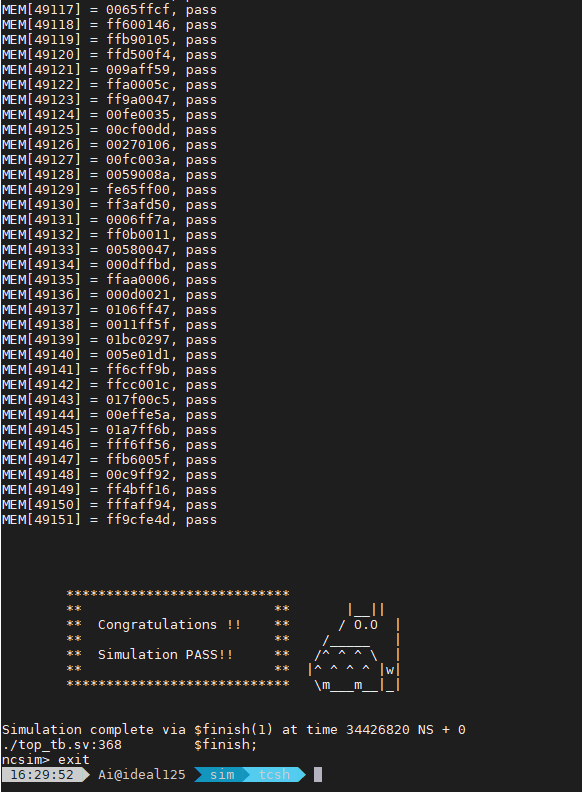 MEM[49117] = 0065ffcf, pass
MEM[49118] = ff600146, pass
MEM[49119] = ffb90105, pass
MEM[49120] = ffd500f4, pass
MEM[49121] = 009aff59, pass
MEM[49122] = ffa0005c, pass
MEM[49123] = ff9a0047, pass
MEM[49124] = 00fe0035, pass
MEM[49125] = 00cf00dd, pass
MEM[49126] = 00270106, pass
MEM[49127] = 00fc003a, pass
MEM[49128] = 0059008a, pass
MEM[49129] = fe65ff00, pass
MEM[49130] = ff3afd50, pass
MEM[49131] = 0006ff7a, pass
MEM[49132] = ff0b0011, pass
MEM[49133] = 00580047, pass
MEM[49134] = 000dffbd, pass
MEM[49135] = ffaa0006, pass
MEM[49136] = 000d0021, pass
MEM[49137] = 0106ff47, pass
MEM[49138] = 0011ff5f, pass
MEM[49139] = 01bc0297, pass
MEM[49140] = 005e01d1, pass
MEM[49141] = ff6cff9b, pass
MEM[49142] = ffcc001c, pass
MEM[49143] = 017f00c5, pass
MEM[49144] = 00effe5a, pass
MEM[49145] = 01a7ff6b, pass
MEM[49146] = fff6ff56, pass
MEM[49147] = ffb6005f, pass
MEM[49148] = 00c9ff92, pass
MEM[49149] = ff4bff16, pass
MEM[49150] = fffaff94, pass
MEM[49151] = ff9cfe4d, pass
****************************
**                        **       |__||
**  Congratulations !!    **      / O.O  |
**                        **    /_____   |
**  Simulation PASS!!     **   /^ ^ ^ \  |
**                        **  |^ ^ ^ ^ |w|
****************************   \m___m__|_|
Simulation complete via $finish(1) at time 34426820 NS + 0
./top_tb.sv:368         $finish;
ncsim> exit
16:29:52 Ai@ideal125 sim tcsh